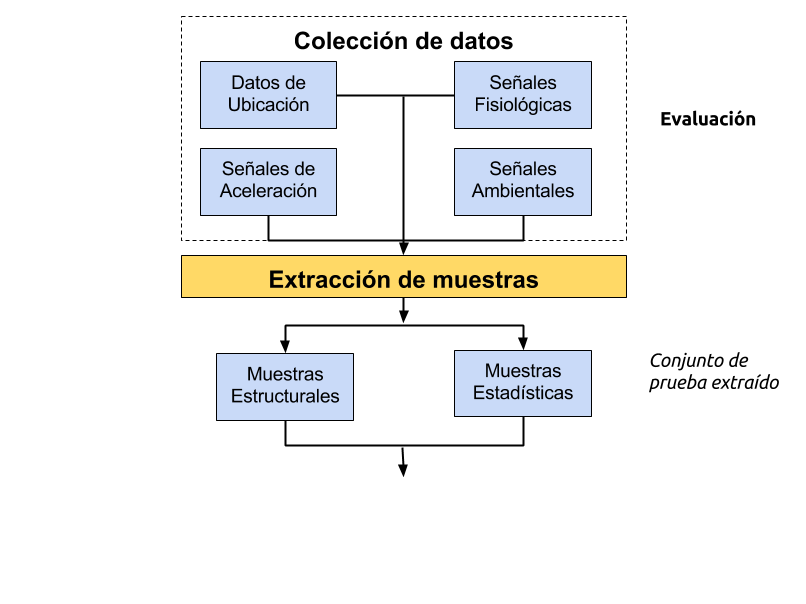 Colección de datos
Datos de
Ubicación
Señales
Fisiológicas
Evaluación
Señales de
Aceleración
Señales
Ambientales
Extracción de muestras
Muestras
Estructurales
Muestras
Estadísticas
Conjunto de
prueba extraído